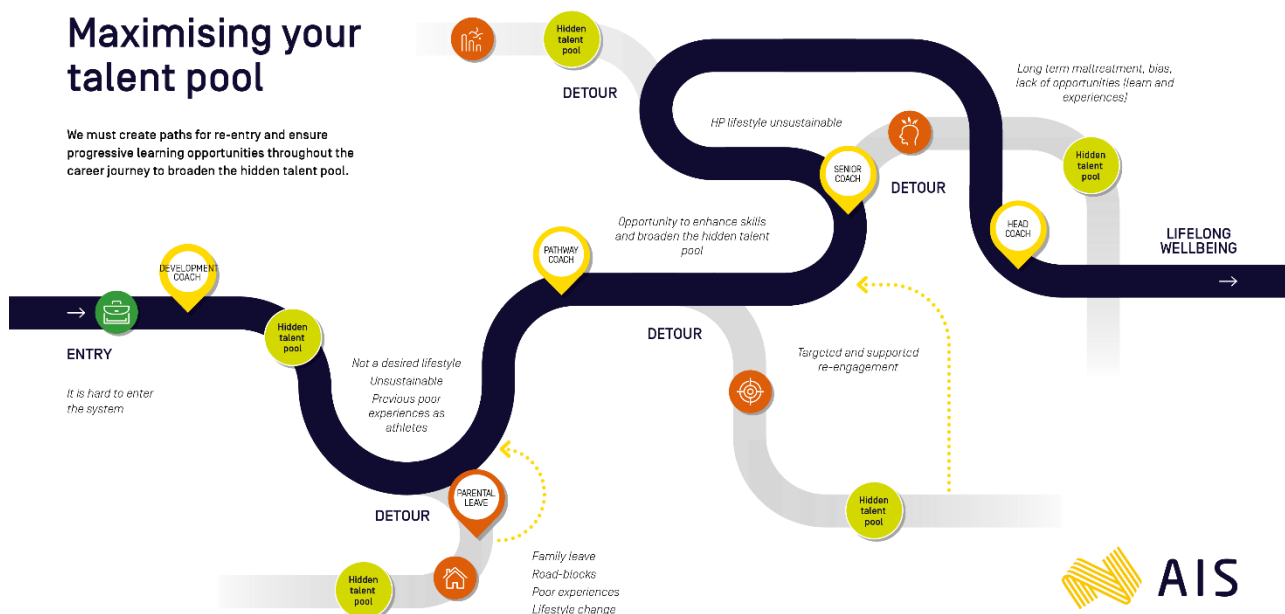 Maximising your
talent pool
We must create paths for re-entry and ensure
progressive learning opportunities throughout the
career journey to broaden the hidden talent pool.
Hidden
talent
pool
DETOUR
Long term maltreatment, bias,
lack of opportunities (learn and
experiences)
HP lifestyle unsustainable
SENIOR
COACH
DETOUR
Hidden
talent
pool
HEAD
COACH
LIFELONG
WELLBEING
Opportunity to enhance skills
and broaden the hidden talent
pool
PATHWAY
COACH
DEVELOPMENT
COACH
ENTRY
It is hard to enter
the system
Hidden
talent
pool
Not a desired lifestyle
Unsustainable
Previous poor
experiences as
athletes
DETOUR
Targeted and supported
re-engagement
Hidden
talent
pool
PARENTAL
LEAVE
DETOUR
Hidden
talent
pool
Family leave
Road-blocks
Poor experiences
Lifestyle change
AIS